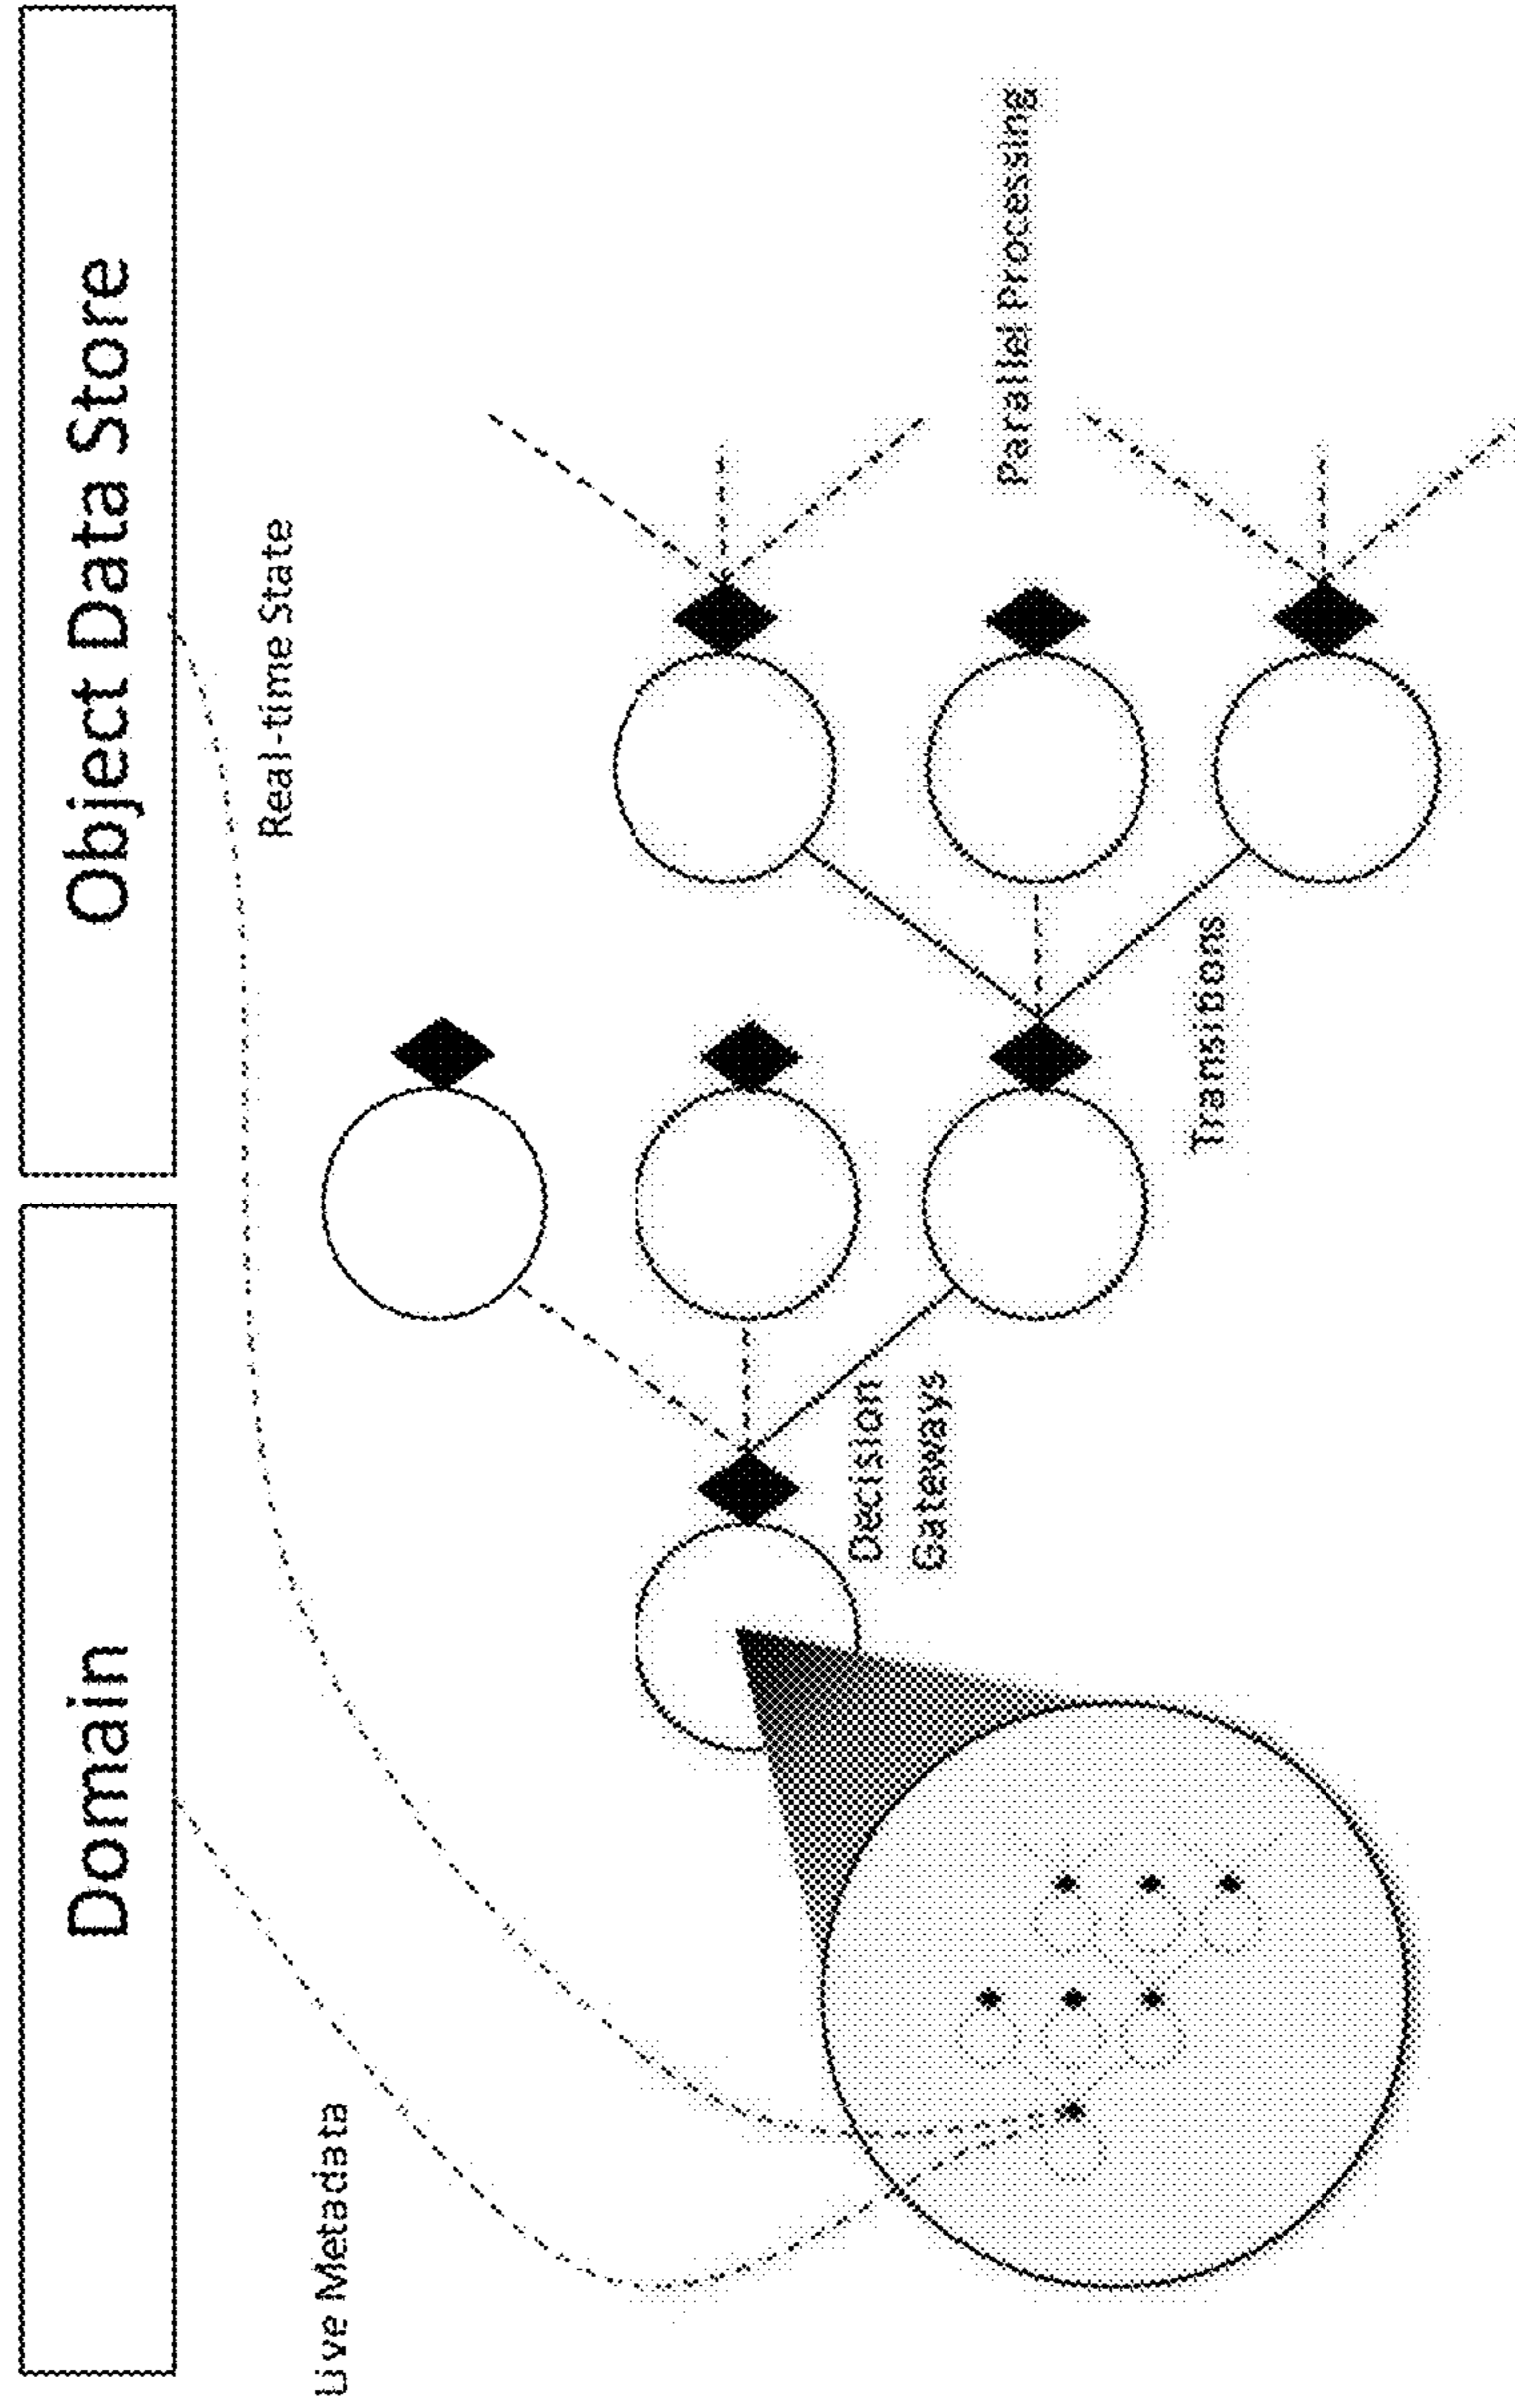 Domain
Object Data Store
Live Metadata
Real-time State
Decision
Gateways
Transitions
Parallel Processing